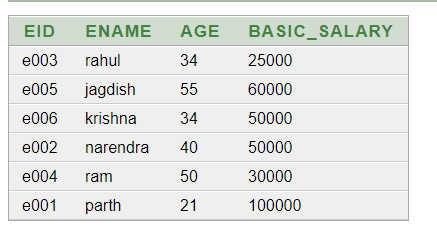 EID ENAME AGE BASIC_SALARY
e003 rahul 34 25000
e005 jagdish 55 60000
e006 krishna 34 50000
e002 narendra 40 50000
e004 ram 50 30000
e001 parth 21 100000